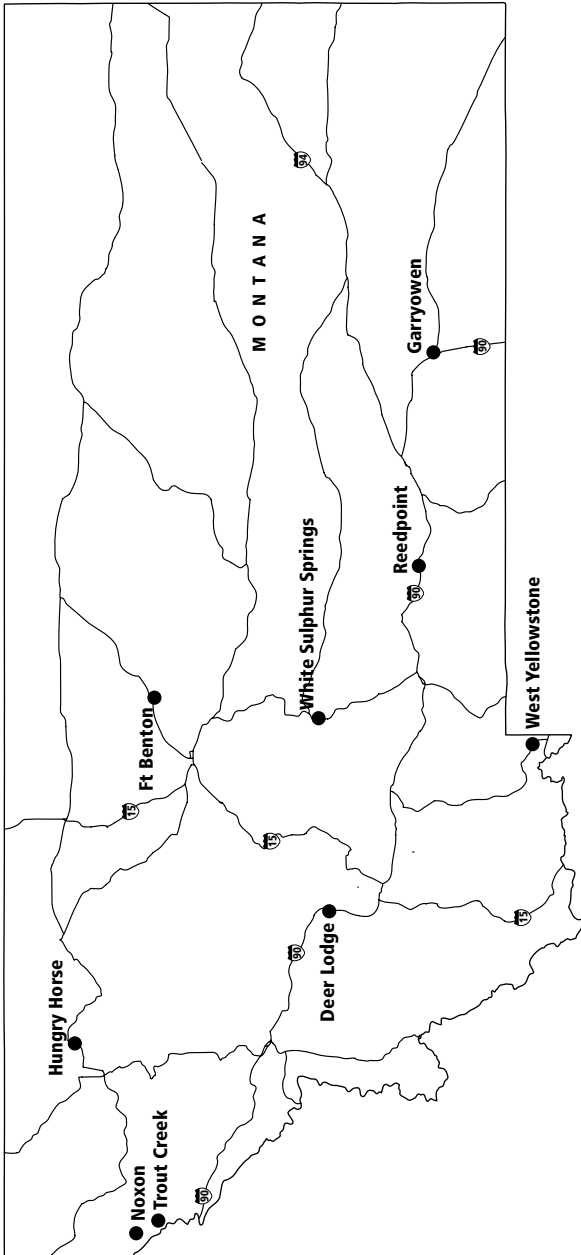 Hungry Horse
15
Noxon
Ft Benton
Trout Creek
90
MONTANA
15
90
94
White Sulphur Springs
Deer Lodge
Reedpoint
Garryowen
90
90
15
West Yellowstone